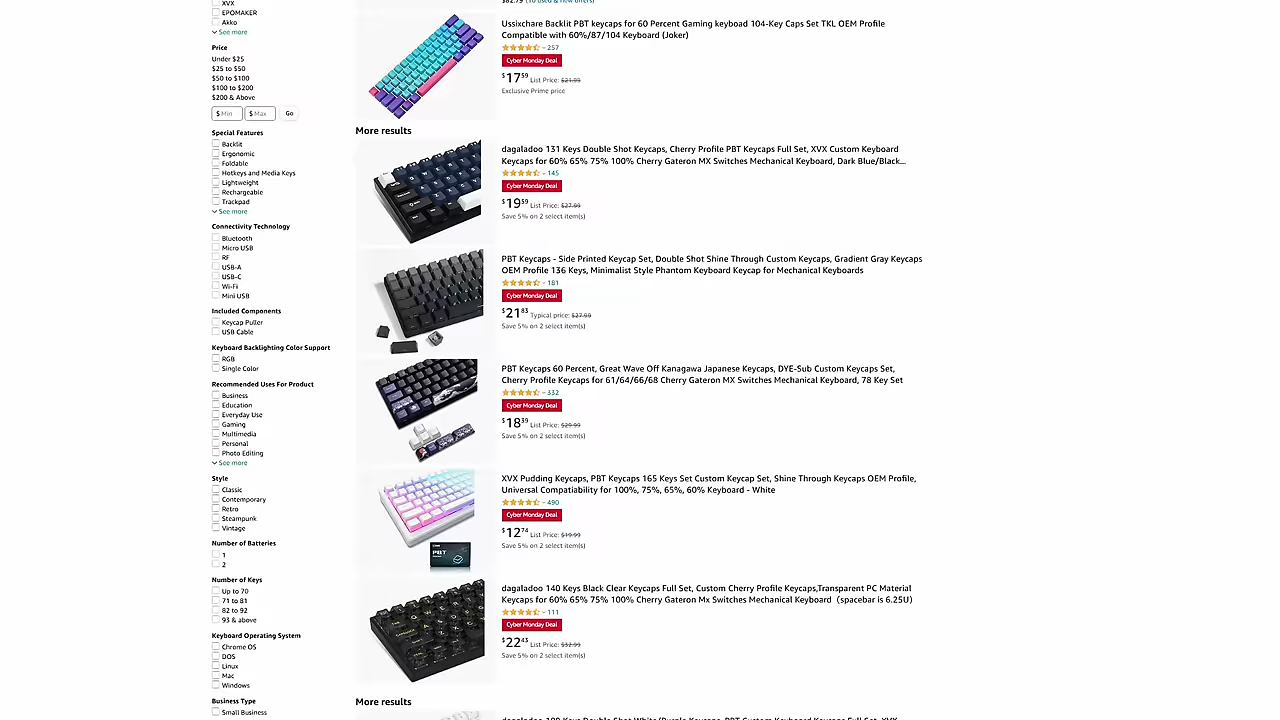 XVX
EPOMAKER
Akko
See more
Price
Under $25
$25 to $50
$50 to $100
$100 to $200
$200 & Above
$ Min $ Max Go
Special Features
Backlit
Ergonomic
Foldable
Hotkeys and Media Keys
Lightweight
Rechargeable
Trackpad
See more
Connectivity Technology
Bluetooth
Micro USB
RF
USB-A
USB-C
Wi-Fi
Mini USB
Included Components
Keycap Puller
USB Cable
Keyboard Backlighting Color Support
RGB
Single Color
Recommended Uses For Product
Business
Education
Everyday Use
Gaming
Multimedia
Personal
Photo Editing
See more
Style
Classic
Contemporary
Retro
Steampunk
Vintage
Number of Batteries
1
2
Number of Keys
Up to 70
71 to 81
82 to 92
93 & above
Keyboard Operating System
Chrome OS
DOS
Linux
Mac
Windows
Business Type
Small Business
Ussixchare Backlit PBT keycaps for 60 Percent Gaming keyboad 104-Key Caps Set TKL OEM Profile
Compatible with 60%/87/104 Keyboard (Joker)
257
Cyber Monday Deal
$17 59 List Price: $21.99
Exclusive Prime price
More results
dagaladoo 131 Keys Double Shot Keycaps, Cherry Profile PBT Keycaps Full Set, XVX Custom Keyboard
Keycaps for 60% 65% 75% 100% Cherry Gateron MX Switches Mechanical Keyboard, Dark Blue/Black...
145
Cyber Monday Deal
$19 59 List Price: $27.99
Save 5% on 2 select item(s)
PBT Keycaps - Side Printed Keycap Set, Double Shot Shine Through Custom Keycaps, Gradient Gray Keycaps
OEM Profile 136 Keys, Minimalist Style Phantom Keyboard Keycap for Mechanical Keyboards
181
Cyber Monday Deal
$21 83 Typical price: $27.99
Save 5% on 2 select item(s)
PBT Keycaps 60 Percent, Great Wave Off Kanagawa Japanese Keycaps, DYE-Sub Custom Keycaps Set,
Cherry Profile Keycaps for 61/64/66/68 Cherry Gateron MX Switches Mechanical Keyboard, 78 Key Set
332
Cyber Monday Deal
$18 39 List Price: $29.99
Save 5% on 2 select item(s)
XVX Pudding Keycaps, PBT Keycaps 165 Keys Set Custom Keycap Set, Shine Through Keycaps OEM Profile,
Universal Compatiability for 100%, 75%, 65%, 60% Keyboard - White
490
Cyber Monday Deal
$12 74 List Price: $19.99
Save 5% on 2 select item(s)
PBT
dagaladoo 140 Keys Black Clear Keycaps Full Set, Custom Cherry Profile Keycaps,Transparent PC Material
Keycaps for 60% 65% 75% 100% Cherry Gateron Mx Switches Mechanical Keyboard（spacebar is 6.25U)
111
Cyber Monday Deal
$22 43 List Price: $32.99
Save 5% on 2 select item(s)
More results